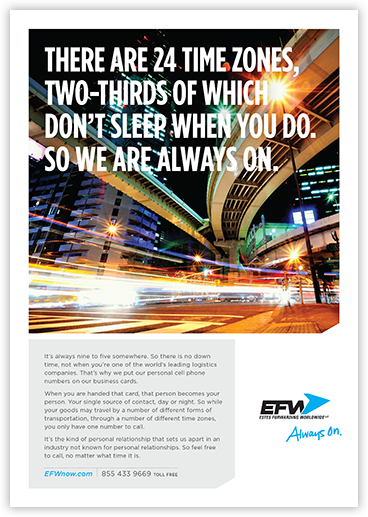 THERE ARE 24 TIME ZONES,
TWO-THIRDS OF WHICH
DON'T SLEEP WHEN YOU DO.
SO WE ARE ALWAYS ON.
It's always nine to five somewhere. So there is no down
time, not when you're one of the world's leading logistics
companies. That's why we put our personal cell phone
numbers on our business cards.
When you are handed that card, that person becomes your
person. Your single source of contact, day or night. So while
your goods may travel by a number of different forms of
transportation, through a number of different time zones,
you only have one number to call.
It's the kind of personal relationship that sets us apart in an
industry not known for personal relationships. So feel free
to call, no matter what time it is.
EFWnow.com | 855 433 9669 TOLL FREE
EFW
ESTES FORWARDING WORLDWIDE
Always On.